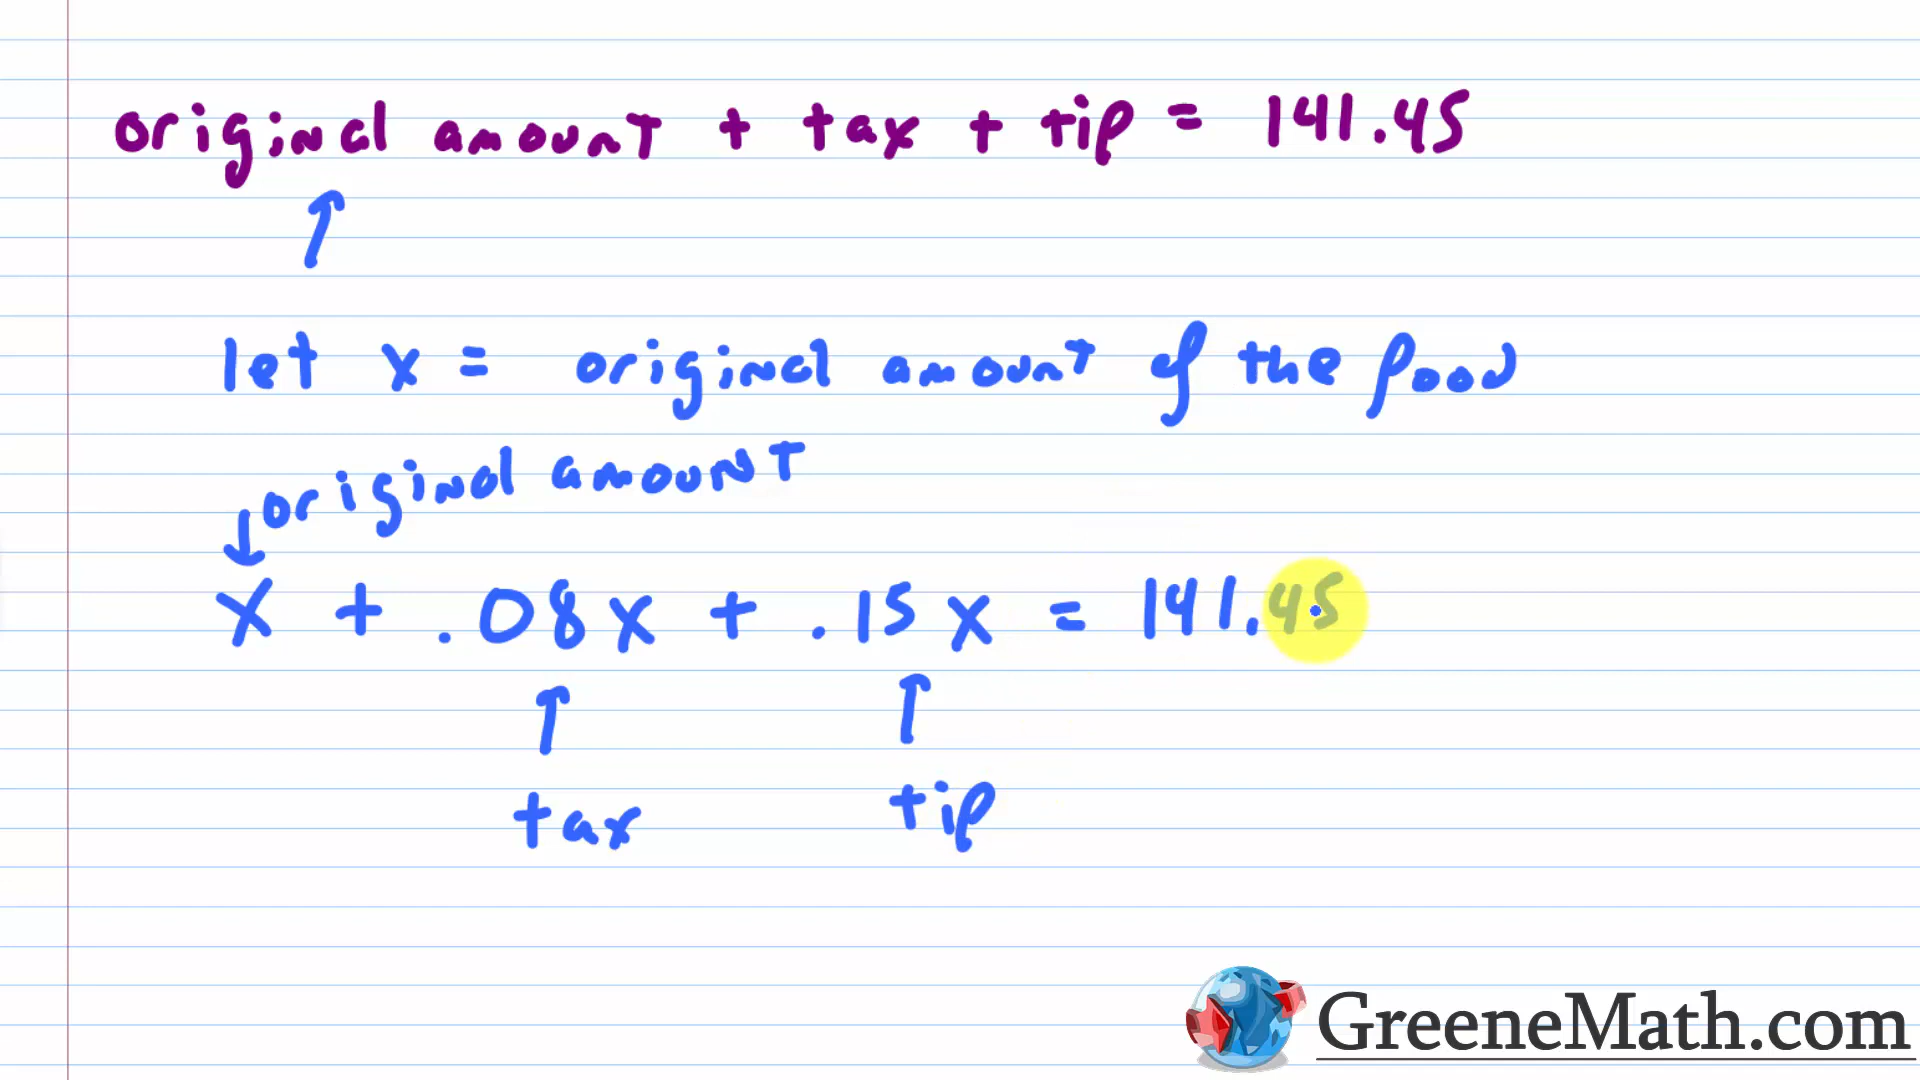 original amount + tax + tip = 141.45
let x = original amount of the food
original amount
x + .08x + .15x = 141.45
tax tip
GreeneMath.com